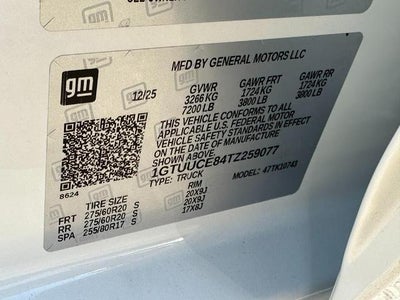 gm
MFD BY GENERAL MOTORS LLC
12/25 GVWR GAWR FRT GAWR RR
3266 KG 1724 KG 1724 KG
7200 LB 3800 LB 3800 LB
THIS VEHICLE CONFORMS TO ALL
APPLICABLE U.S. FEDERAL MOTOR
VEHICLE SAFETY STANDARDS IN
EFFECT ON THE DATE OF MANUFACTURE
SHOWN ABOVE.
1GTUUCE84TZ259077
TYPE: TRUCK MODEL: 47TK10743
8624
TIRE SIZE RIM
FRT 275/60R20 S 20X9J
RR 275/60R20 S 20X9J
SPA 255/80R17 S 17X8J